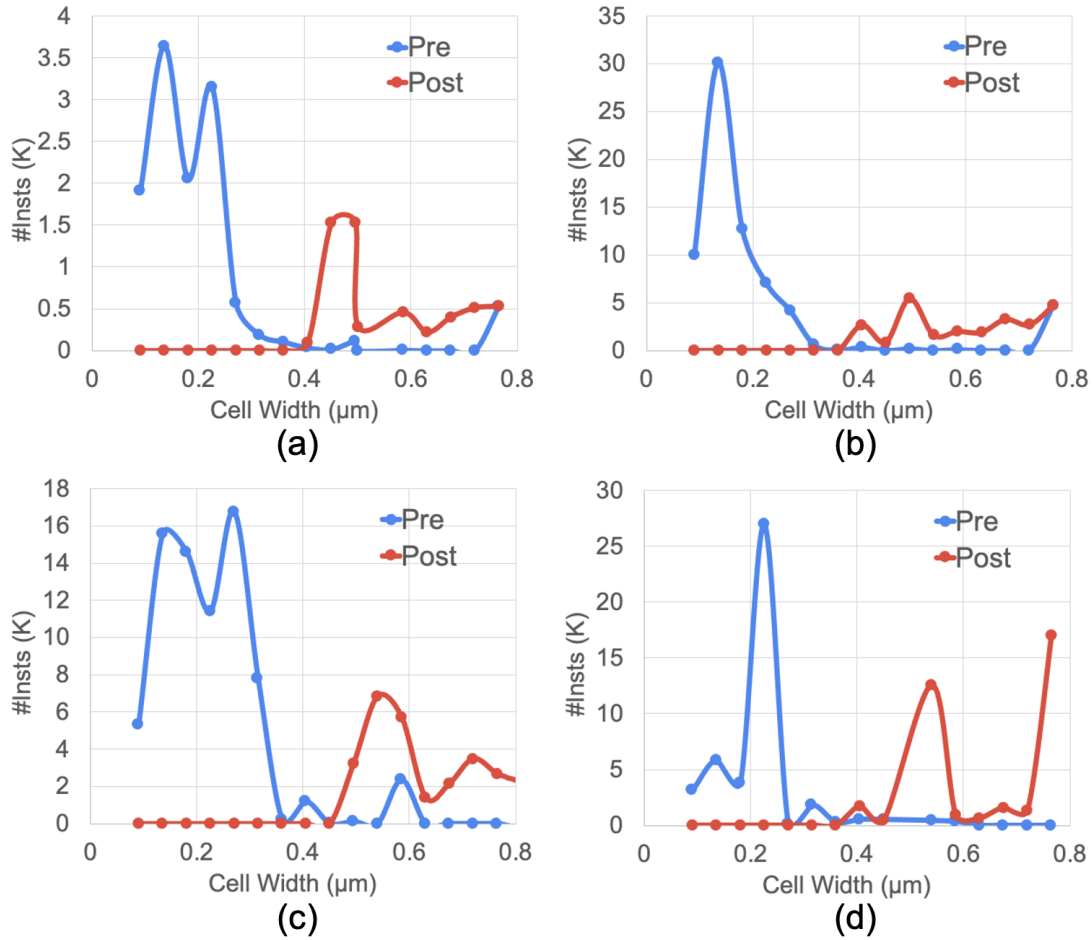 4
3.5
3
2.5
2
1.5
1
0.5
0
#Insts (K)
Pre
Post
0 0.2 0.4 0.6 0.8
Cell Width (µm)
(a)
35
30
25
20
15
10
5
0
#Insts (K)
Pre
Post
0 0.2 0.4 0.6 0.8
Cell Width (µm)
(b)
18
16
14
12
10
8
6
4
2
0
#Insts (K)
Pre
Post
0 0.2 0.4 0.6 0.8
Cell Width (µm)
(c)
30
25
20
15
10
5
0
#Insts (K)
Pre
Post
0 0.2 0.4 0.6 0.8
Cell Width (µm)
(d)